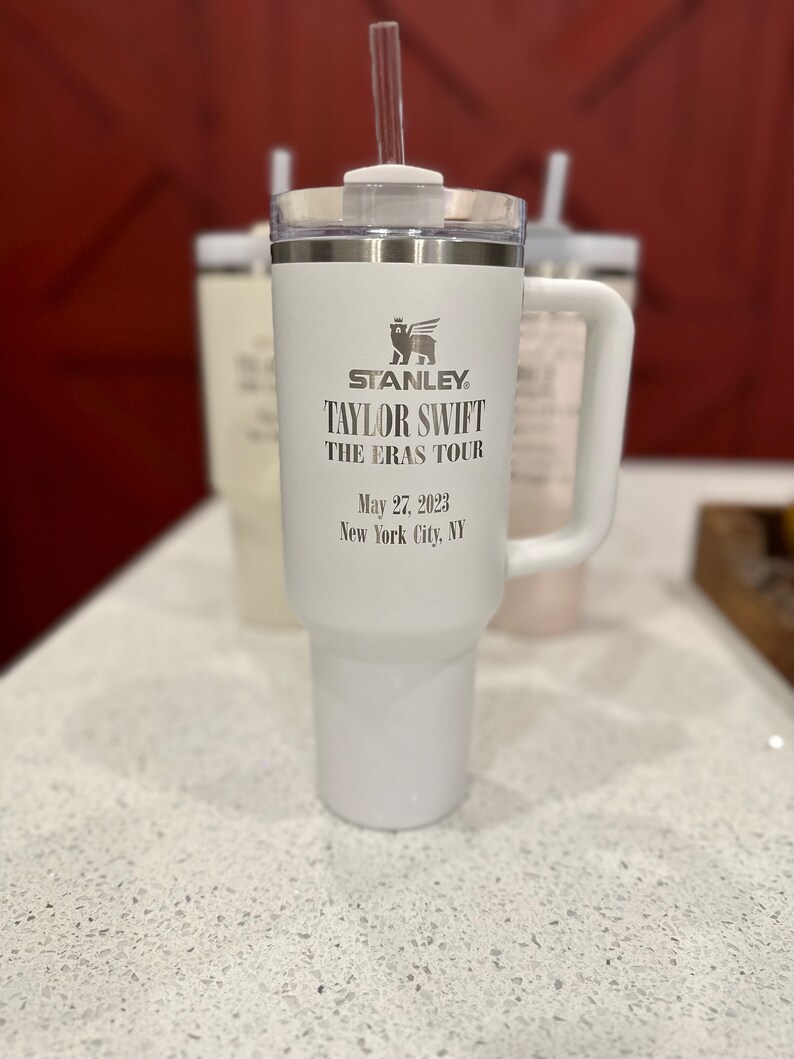 STANLEY®
TAYLOR SWIFT
THE ERAS TOUR
May 27, 2023
New York City, NY